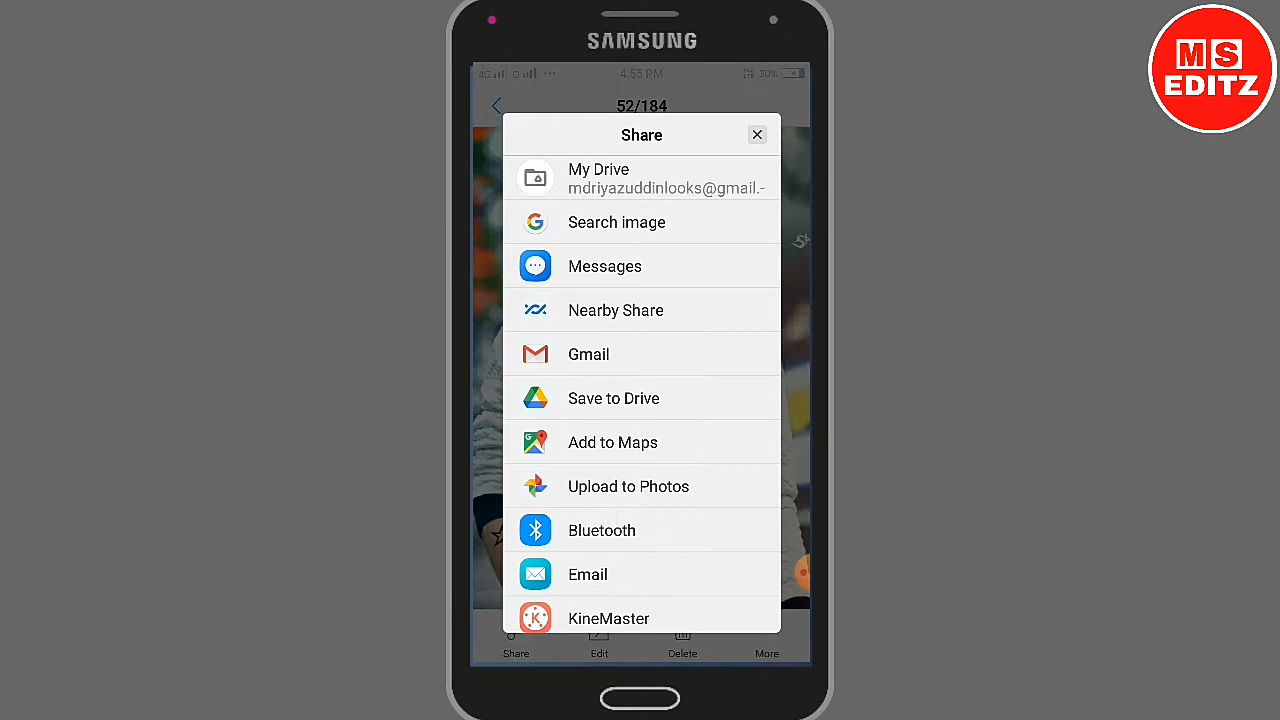 SAMSUNG
MS
EDITZ
4G G ... 4:55 PM 30%
52/184
Share
My Drive
mdriyazuddinlooks@gmail.-
Search image
Messages
Nearby Share
Gmail
Save to Drive
Add to Maps
Upload to Photos
Bluetooth
Email
KineMaster
Share Edit Delete More